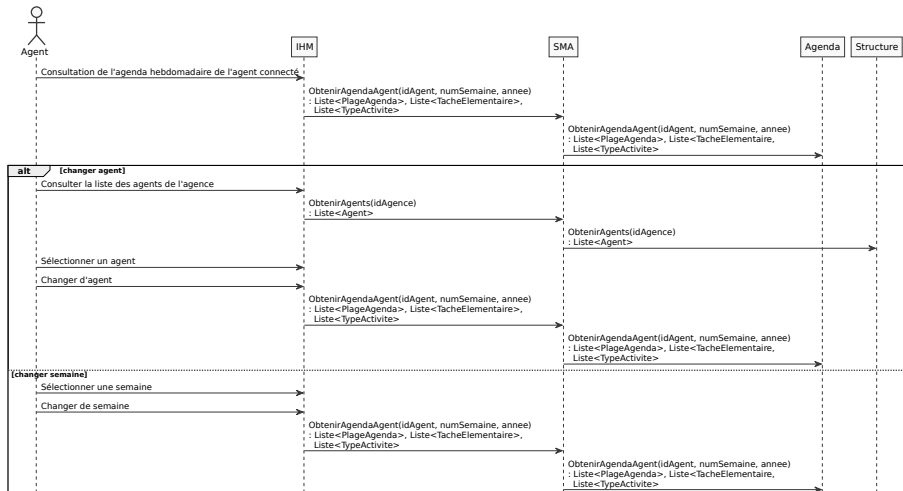 Agent
IHM
SMA
Agenda
Structure
Consultation de l'agenda hebdomadaire de l'agent connecté
ObtenirAgendaAgent(idAgent, numSemaine, annee)
: Liste<PlageAgenda>, Liste<TacheElementaire>,
Liste<TypeActivite>
ObtenirAgendaAgent(idAgent, numSemaine, annee)
: Liste<PlageAgenda>, Liste<TacheElementaire,
Liste<TypeActivite>
alt
[changer agent]
Consulter la liste des agents de l'agence
ObtenirAgents(idAgence)
: Liste<Agent>
ObtenirAgents(idAgence)
: Liste<Agent>
Sélectionner un agent
Changer d'agent
ObtenirAgendaAgent(idAgent, numSemaine, annee)
: Liste<PlageAgenda>, Liste<TacheElementaire>,
Liste<TypeActivite>
ObtenirAgendaAgent(idAgent, numSemaine, annee)
: Liste<PlageAgenda>, Liste<TacheElementaire,
Liste<TypeActivite>
[changer semaine]
Sélectionner une semaine
Changer de semaine
ObtenirAgendaAgent(idAgent, numSemaine, annee)
: Liste<PlageAgenda>, Liste<TacheElementaire>,
Liste<TypeActivite>
ObtenirAgendaAgent(idAgent, numSemaine, annee)
: Liste<PlageAgenda>, Liste<TacheElementaire,
Liste<TypeActivite>